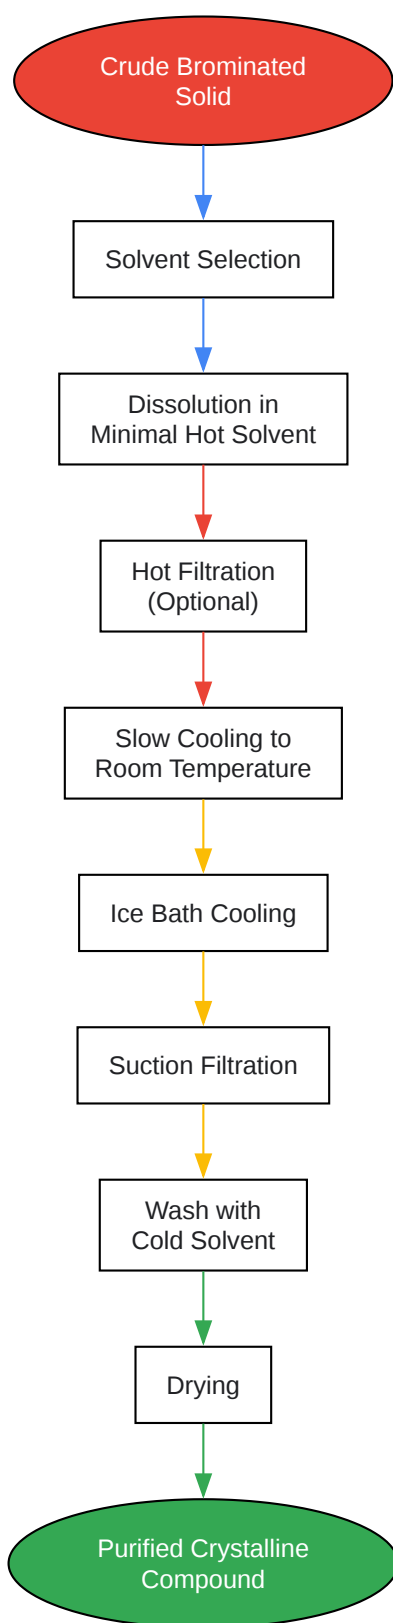 Crude Brominated
Solid
Solvent Selection
Dissolution in
Minimal Hot Solvent
Hot Filtration
(Optional)
Slow Cooling to
Room Temperature
Ice Bath Cooling
Suction Filtration
Wash with
Cold Solvent
Drying
Purified Crystalline
Compound